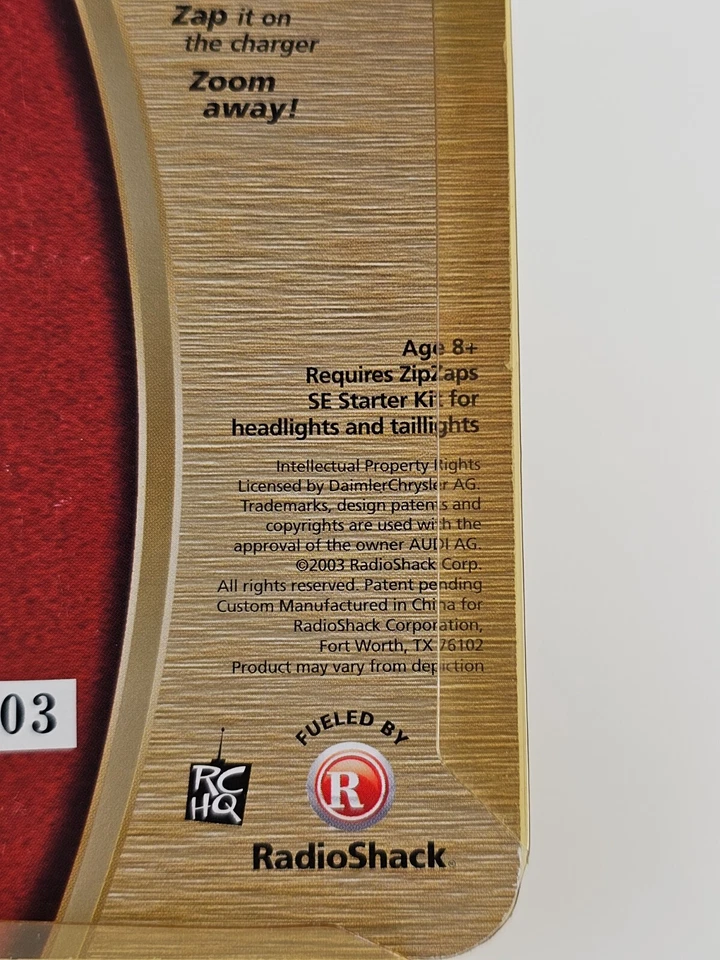 Zap it on
the charger
Zoom
away!
Age 8+
Requires ZipZaps
SE Starter Kit for
headlights and taillights
Intellectual Property Rights
Licensed by DaimlerChrysler AG.
Trademarks, design patents and
copyrights are used with the
approval of the owner AUDI AG.
©2003 RadioShack Corp.
All rights reserved. Patent pending
Custom Manufactured in China for
RadioShack Corporation,
Fort Worth, TX 76102
Product may vary from depiction
03
FUELED BY
RC
HQ
R
RadioShack